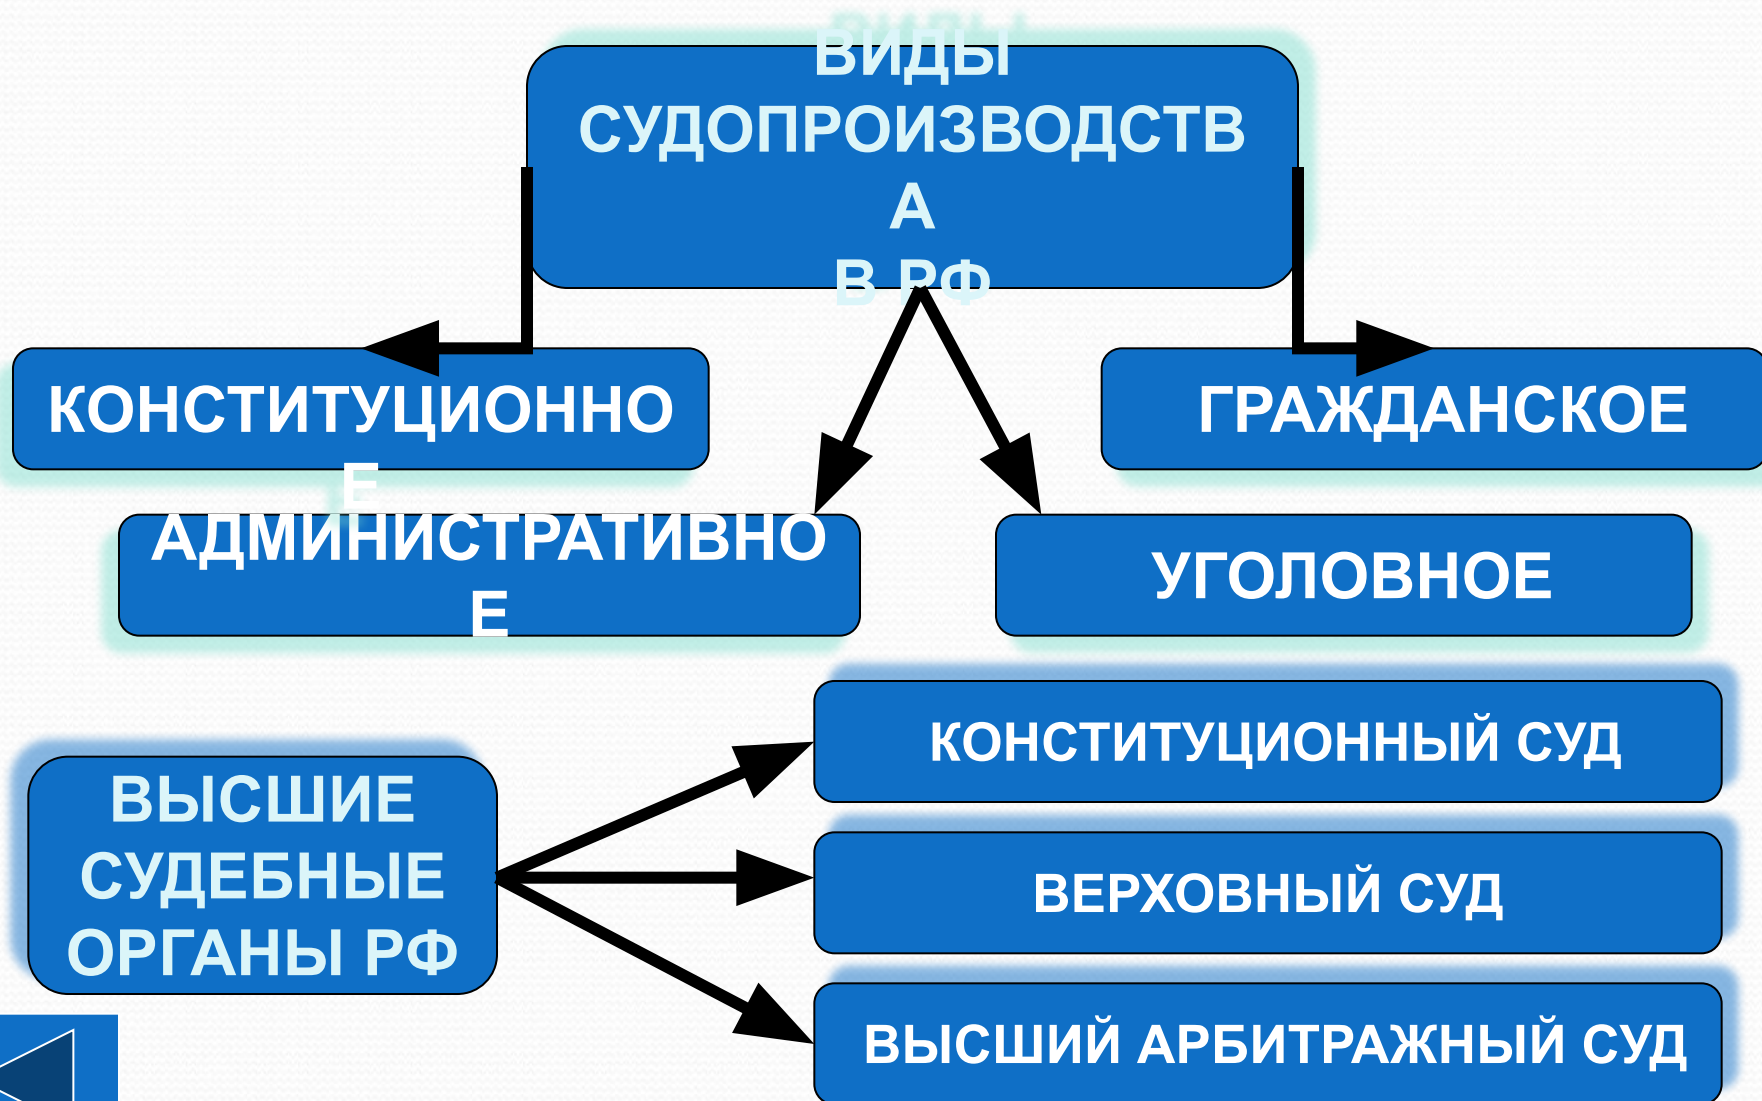 ВИДЫ
СУДОПРОИЗВОДСТВ
А
В РФ
КОНСТИТУЦИОННО
Е
ГРАЖДАНСКОЕ
АДМИНИСТРАТИВНО
Е
УГОЛОВНОЕ
ВЫСШИЕ
СУДЕБНЫЕ
ОРГАНЫ РФ
КОНСТИТУЦИОННЫЙ СУД
ВЕРХОВНЫЙ СУД
ВЫСШИЙ АРБИТРАЖНЫЙ СУД